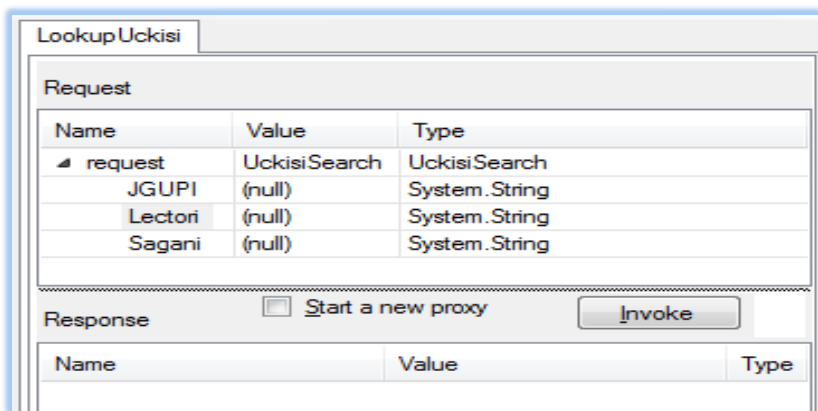 LookupUckisi
Request
Name Value Type
request UckisiSearch UckisiSearch
JGUPI (null) System.String
Lectori (null) System.String
Sagani (null) System.String
Response Start a new proxy Invoke
Name Value Type